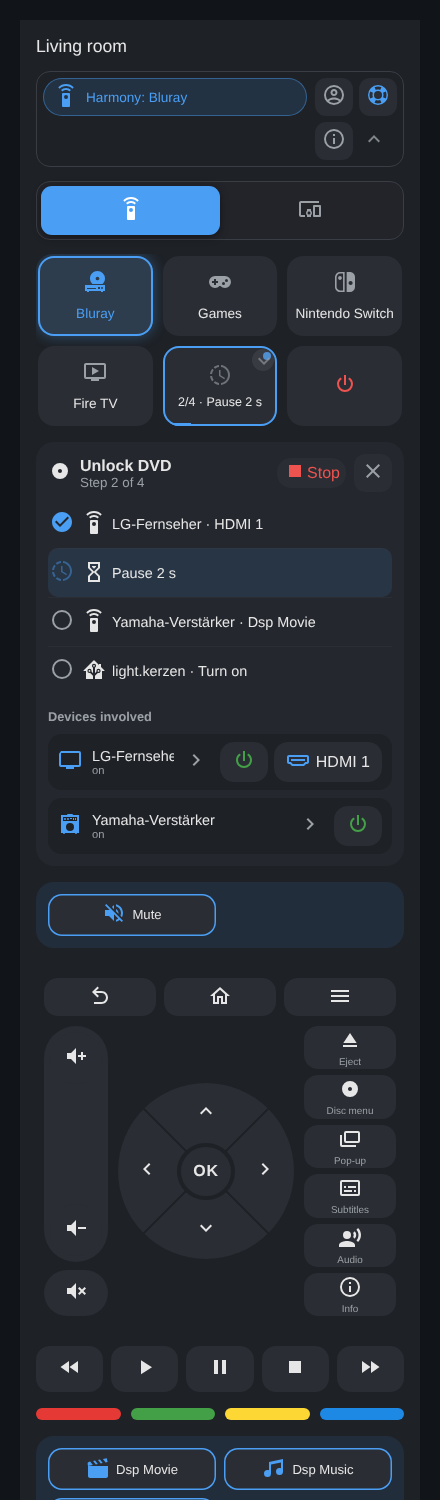 Living room
Harmony: Bluray
Bluray
Games
Nintendo Switch
Fire TV
2/4 · Pause 2 s
Unlock DVD
Step 2 of 4
Stop
LG-Fernseher · HDMI 1
Pause 2 s
Yamaha-Verstärker · Dsp Movie
light.kerzen · Turn on
Devices involved
LG-Fernsehe
on
HDMI 1
Yamaha-Verstärker
on
Mute
Eject
Disc menu
Pop-up
OK
Subtitles
Audio
Info
Dsp Movie
Dsp Music